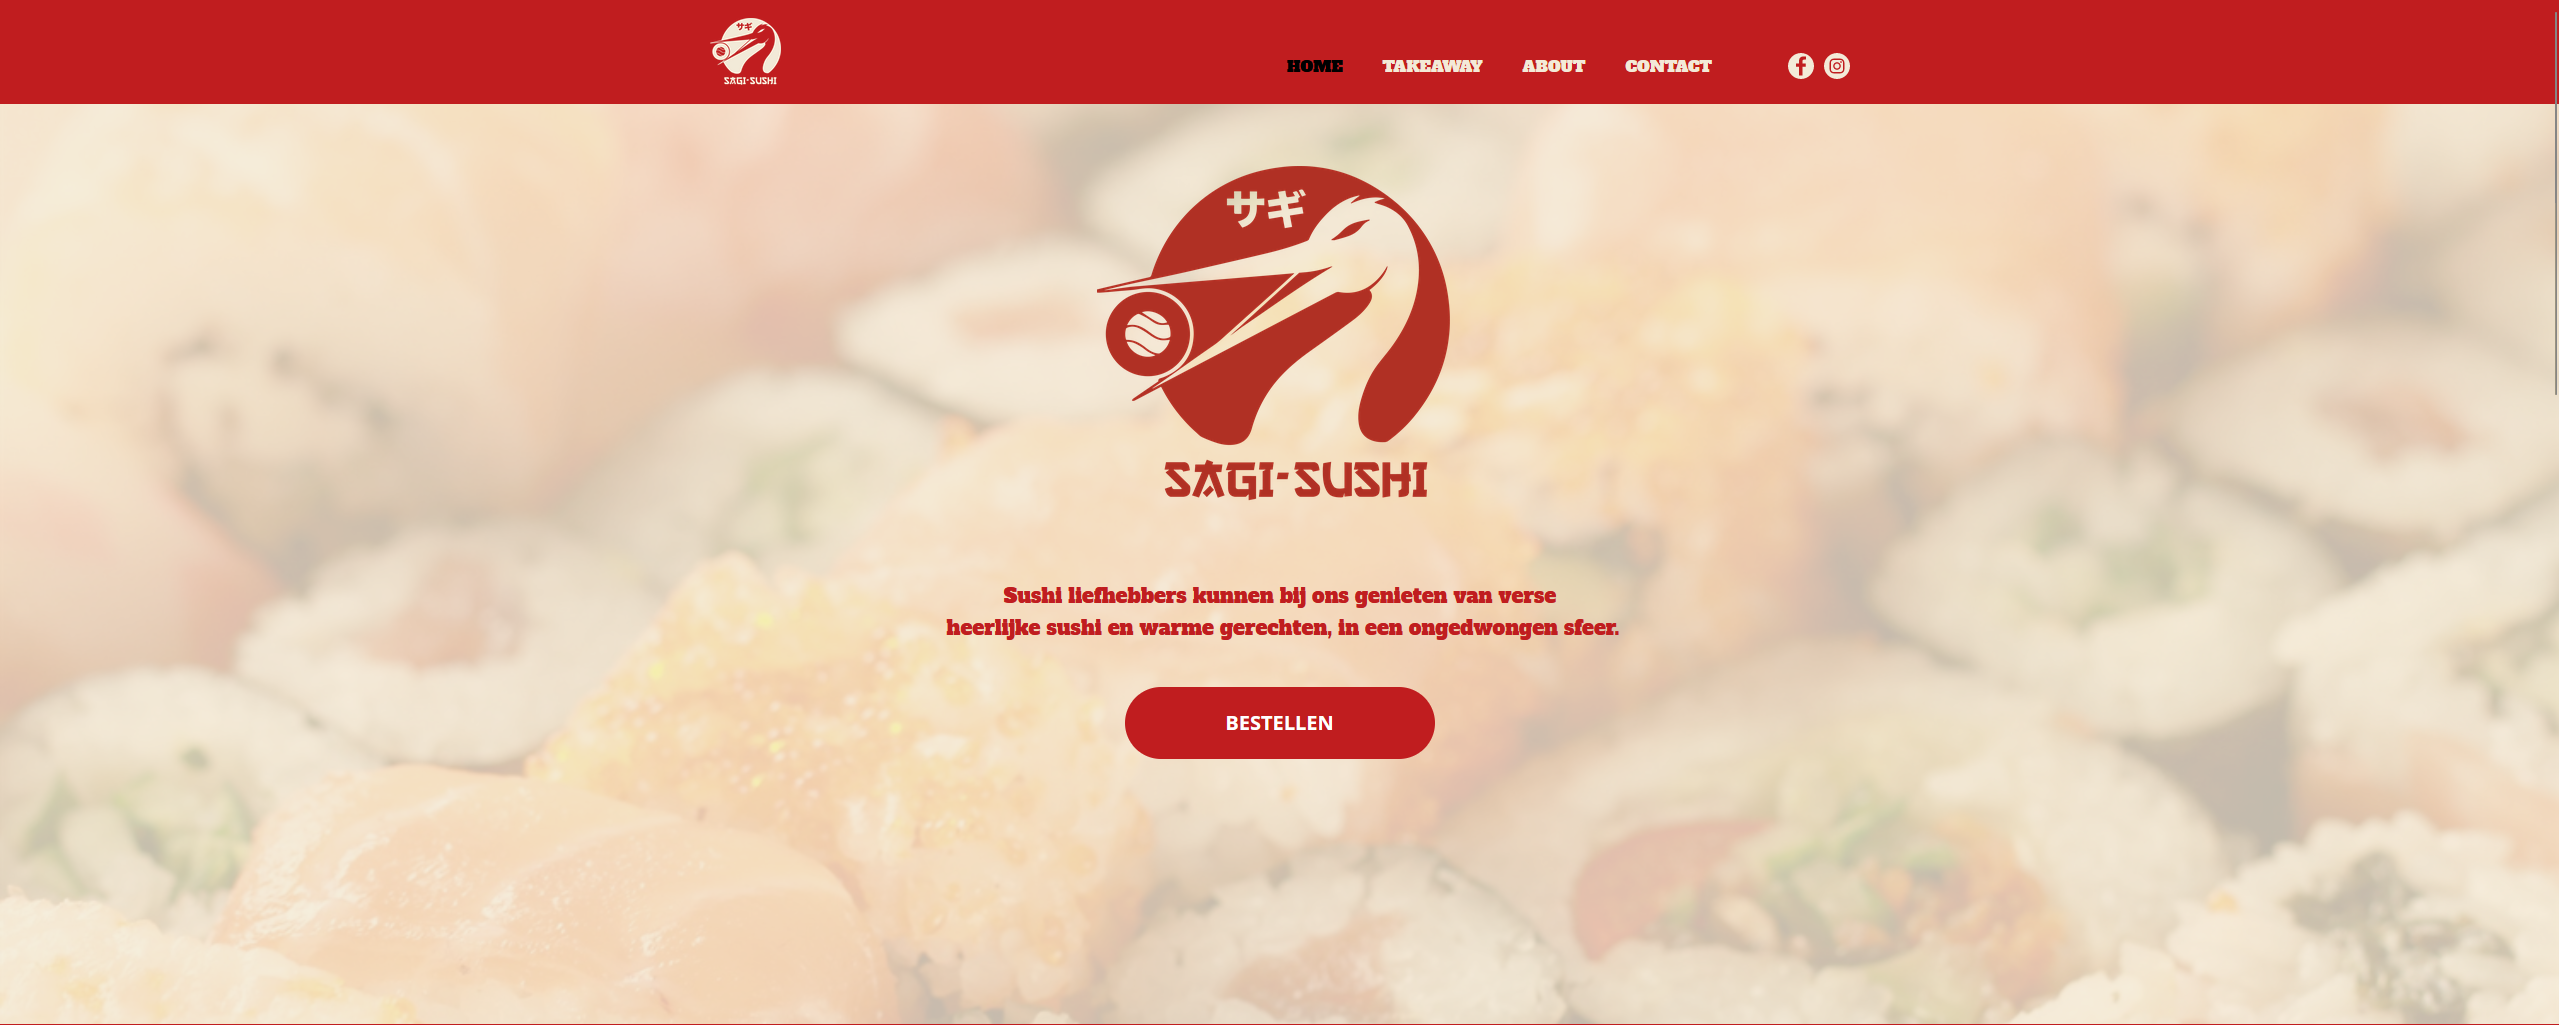 サギ
SAGI-SUSHI
HOME TAKEAWAY ABOUT CONTACT
サギ
SAGI-SUSHI
Sushi liefhebbers kunnen bij ons genieten van verse
heerlijke sushi en warme gerechten, in een ongedwongen sfeer.
BESTELLEN